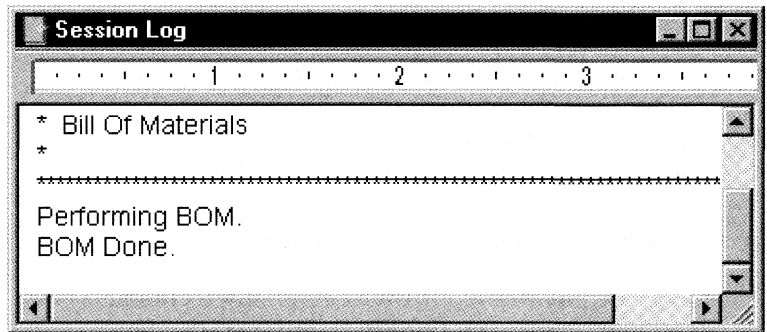 Session Log
1 2 3
* Bill Of Materials
*
************************************************************************
Performing BOM.
BOM Done.